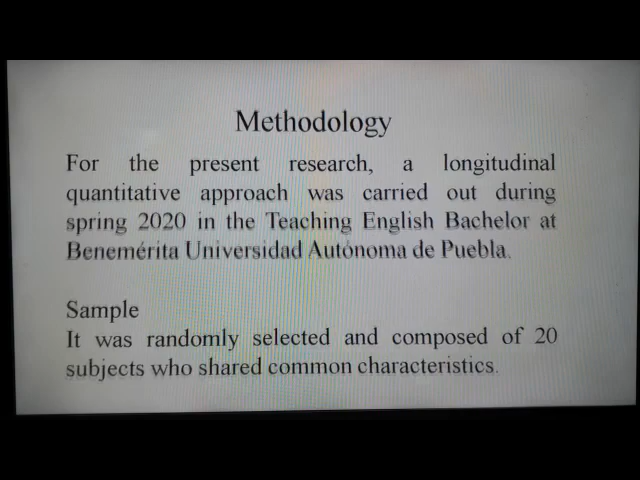 Methodology
For the present research, a longitudinal
quantitative approach was carried out during
spring 2020 in the Teaching English Bachelor at
Benemérita Universidad Autónoma de Puebla.
Sample
It was randomly selected and composed of 20
subjects who shared common characteristics.